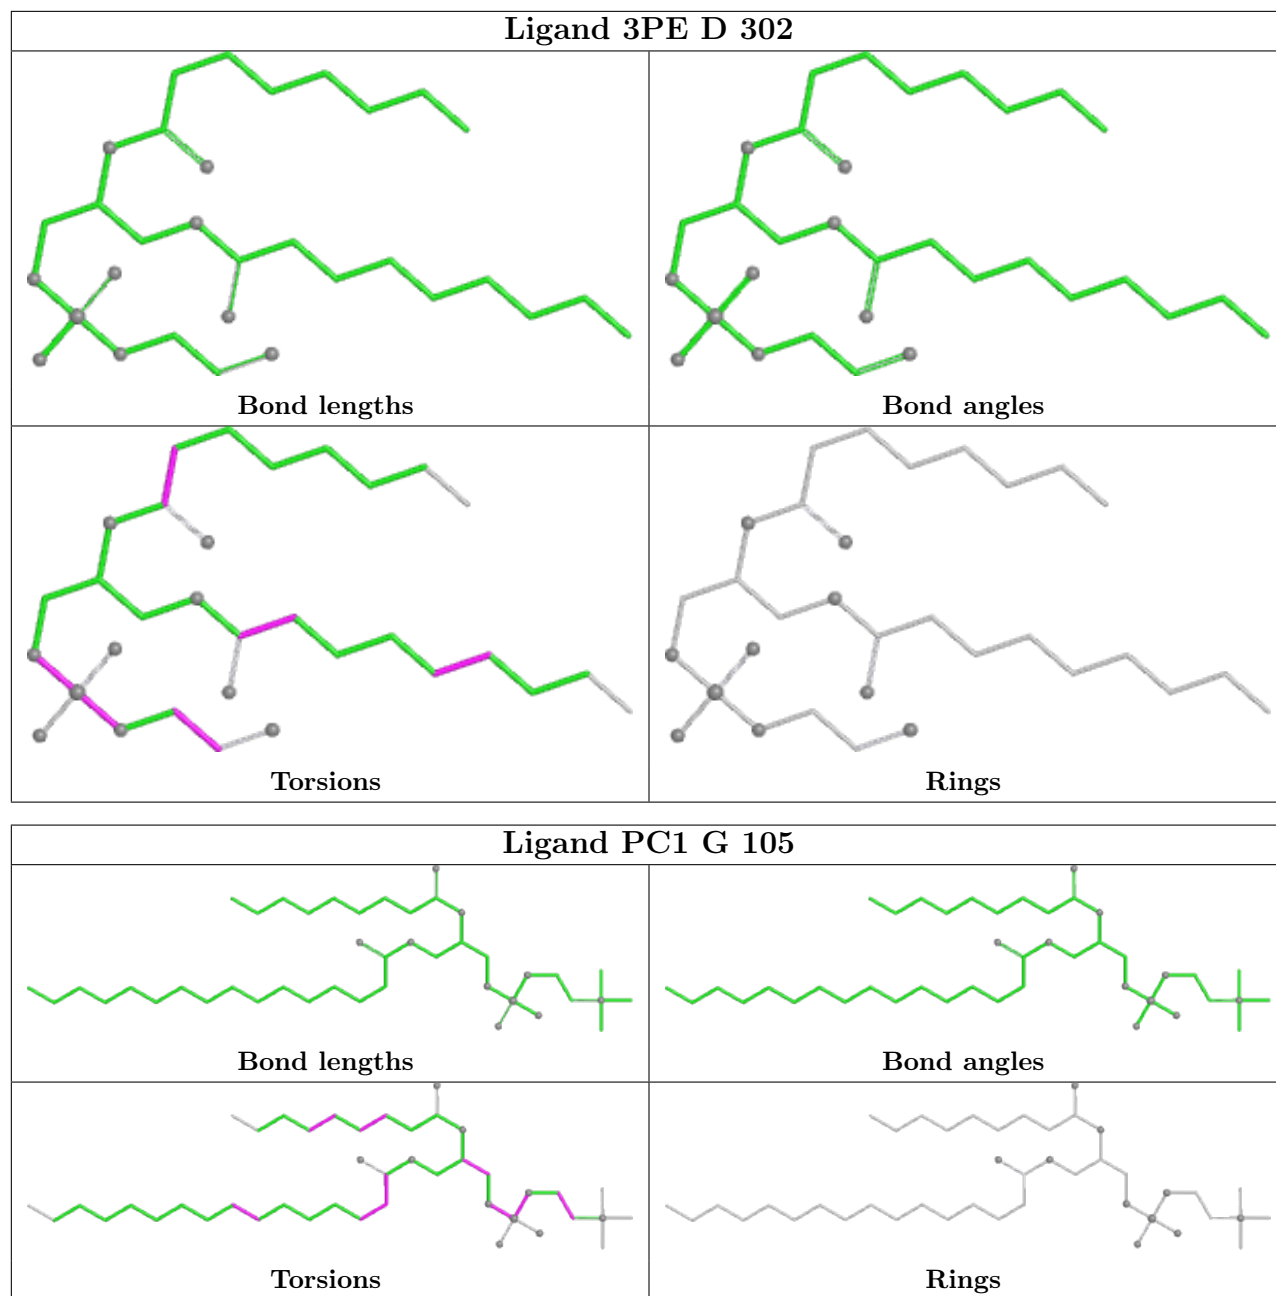 Ligand 3PE D 302
Bond lengths
Bond angles
Torsions
Rings
Ligand PC1 G 105
Bond lengths
Bond angles
Torsions
Rings